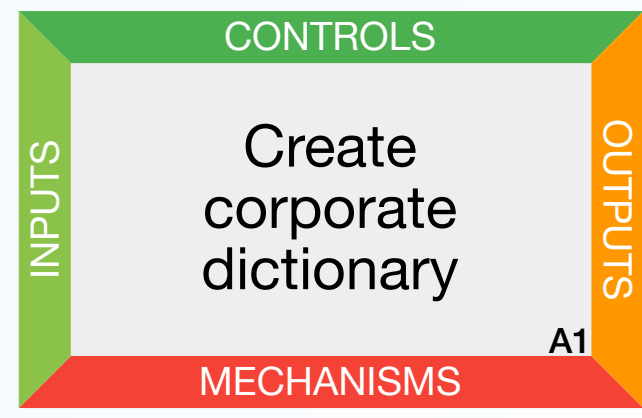 CONTROLS
INPUTS
Create
corporate
dictionary
OUTPUTS
A1
MECHANISMS